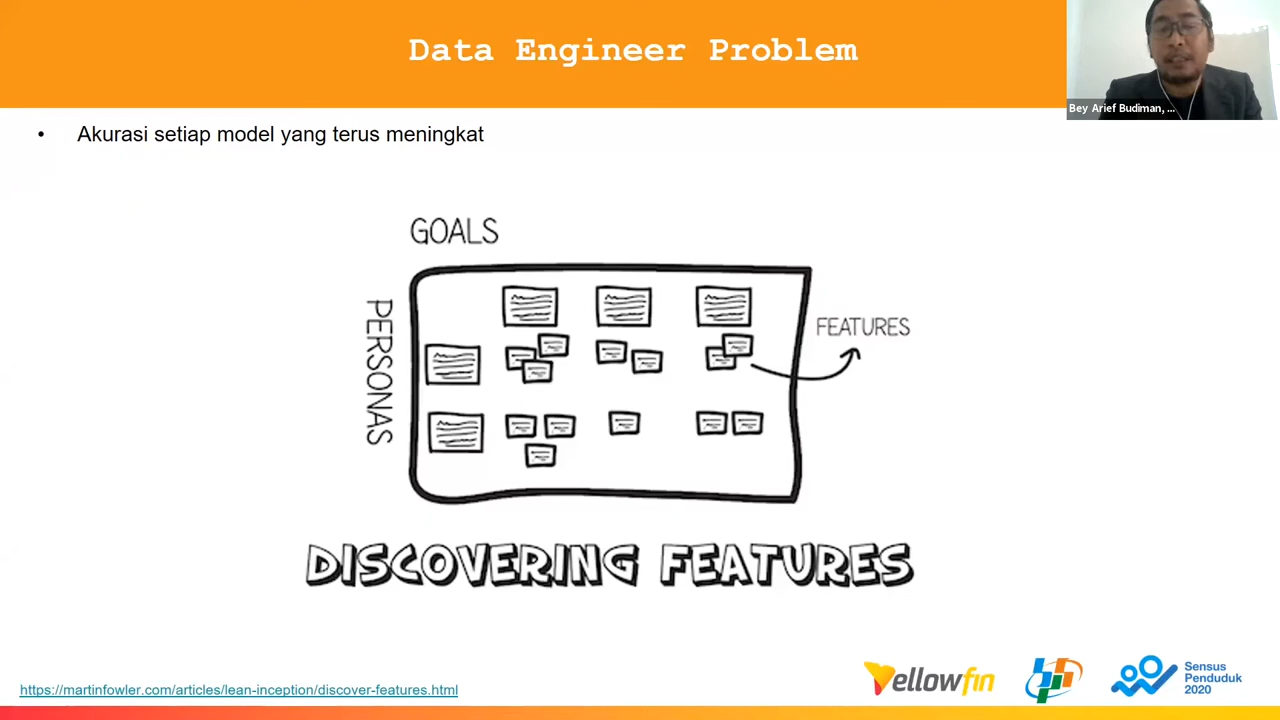 Data Engineer Problem
Bey Arief Budiman, ...
• Akurasi setiap model yang terus meningkat
GOALS
PERSONAS
FEATURES
DISCOVERING FEATURES
https://martinfowler.com/articles/lean-inception/discover-features.html
Yellowfin
Sensus
Penduduk
2020